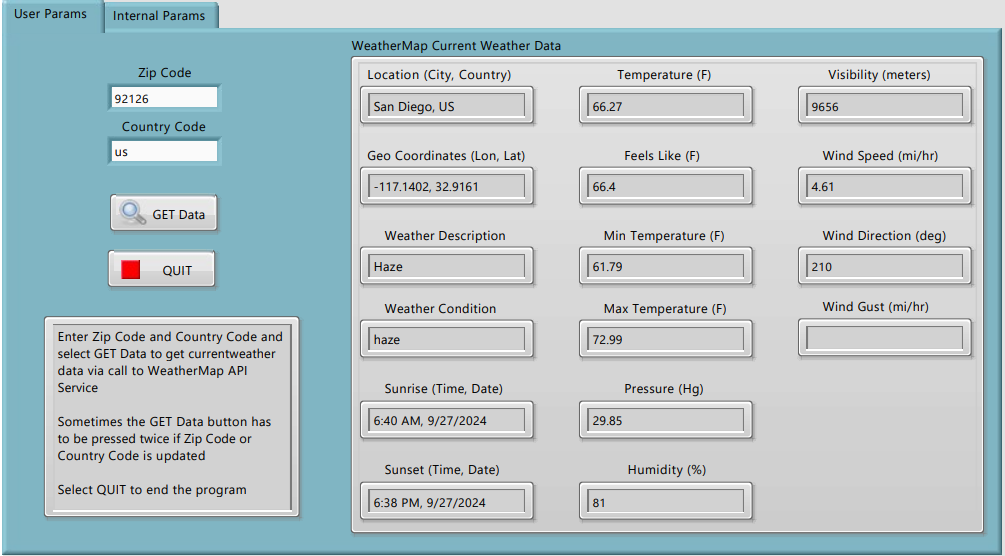 User Params
Internal Params
Zip Code
92126
Country Code
us
GET Data
QUIT
Enter Zip Code and Country Code and
select GET Data to get currentweather
data via call to WeatherMap API
Service
Sometimes the GET Data button has
to be pressed twice if Zip Code or
Country Code is updated
Select QUIT to end the program
WeatherMap Current Weather Data
Location (City, Country)
San Diego, US
Geo Coordinates (Lon, Lat)
-117.1402, 32.9161
Weather Description
Haze
Weather Condition
haze
Sunrise (Time, Date)
6:40 AM, 9/27/2024
Sunset (Time, Date)
6:38 PM, 9/27/2024
Temperature (F)
66.27
Feels Like (F)
66.4
Min Temperature (F)
61.79
Max Temperature (F)
72.99
Pressure (Hg)
29.85
Humidity (%)
81
Visibility (meters)
9656
Wind Speed (mi/hr)
4.61
Wind Direction (deg)
210
Wind Gust (mi/hr)